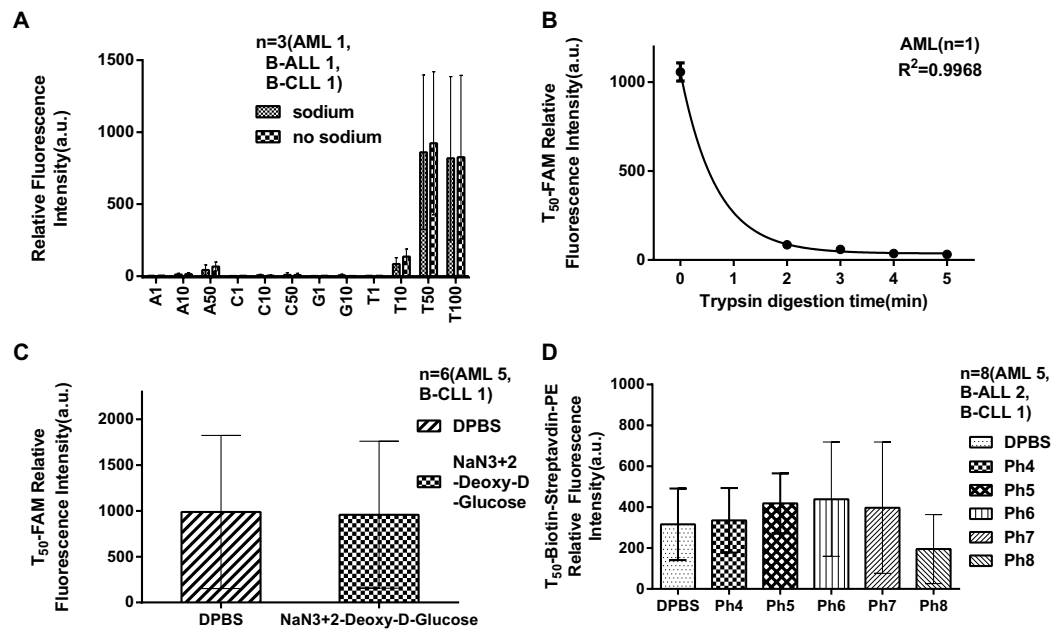 A
n=3(AML 1,
B-ALL 1,
B-CLL 1)
sodium
no sodium
Relative Fluorescence
Intensity(a.u.)
1500
1000
500
0
A1 A10 A50 C1 C10 C50 G1 G10 T1 T10 T50 T100
B
AML(n=1)
R²=0.9968
T₅₀-FAM Relative
Fluorescence Intensity(a.u.)
1000
500
0
0 1 2 3 4 5
Trypsin digestion time(min)
C
n=6(AML 5,
B-CLL 1)
DPBS
NaN3+2
-Deoxy-D
-Glucose
T₅₀-FAM Relative
Fluorescence Intensity(a.u.)
2000
1500
1000
500
0
DPBS NaN3+2-Deoxy-D-Glucose
D
n=8(AML 5,
B-ALL 2,
B-CLL 1)
DPBS
Ph4
Ph5
Ph6
Ph7
Ph8
T₅₀-Biotin-Streptavdin-PE
Relative Fluorescence
Intensity(a.u.)
1000
800
600
400
200
0
DPBS Ph4 Ph5 Ph6 Ph7 Ph8